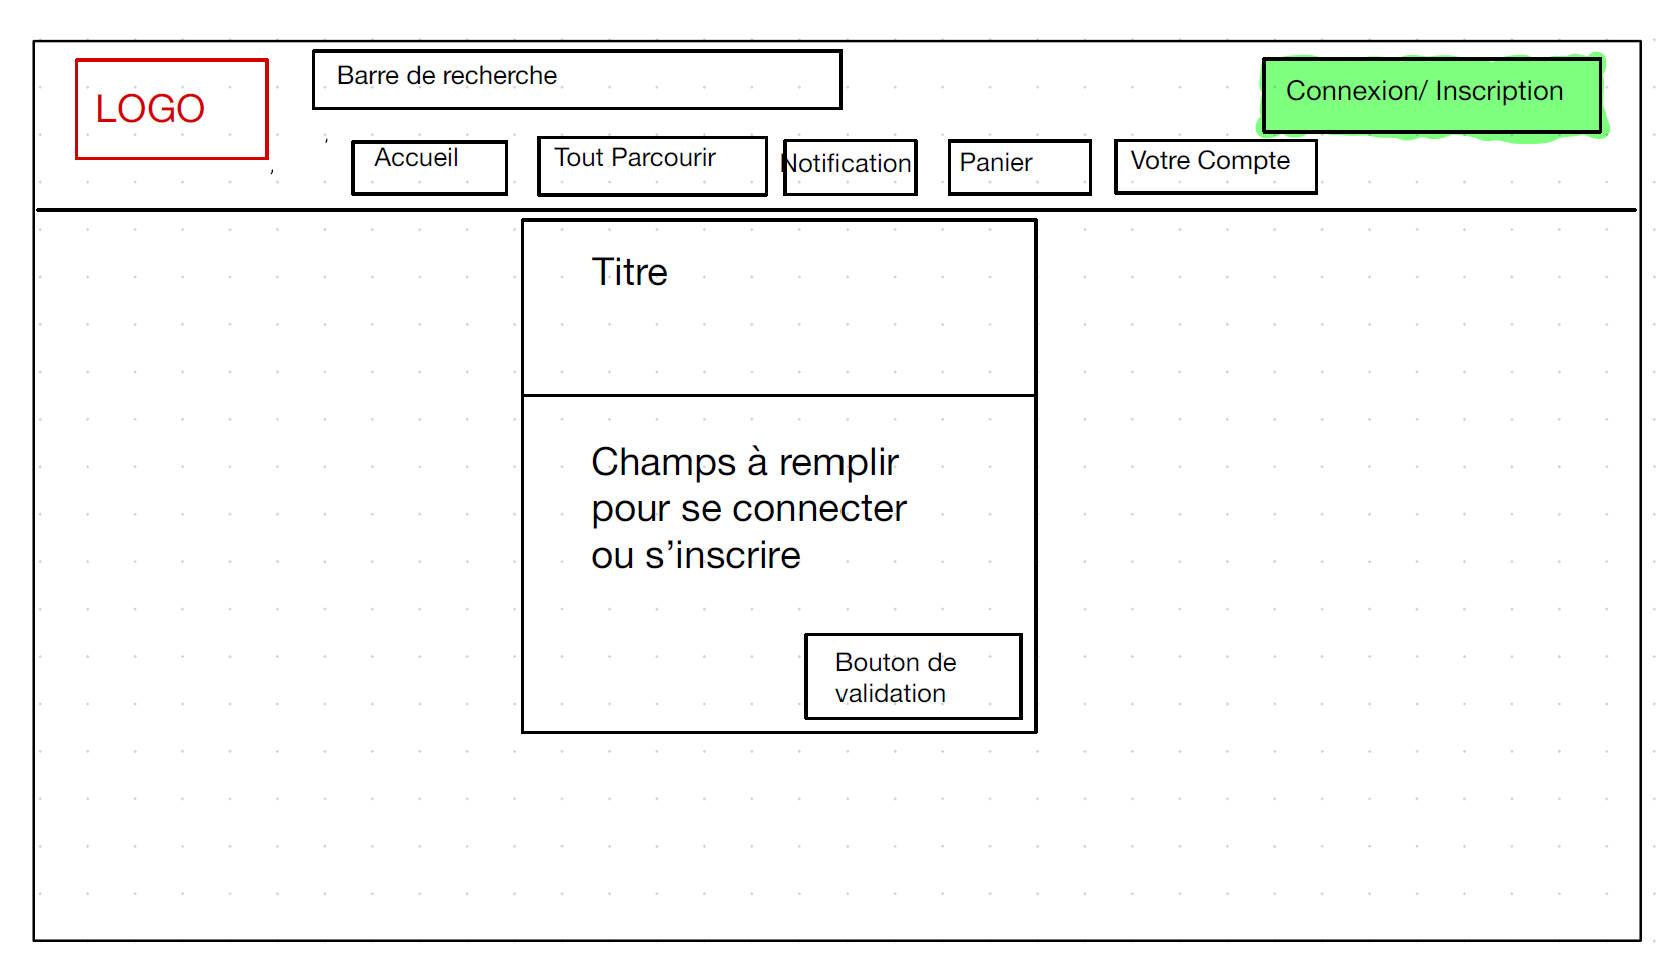 LOGO
Barre de recherche
Connexion/ Inscription
Accueil
Tout Parcourir
Notification
Panier
Votre Compte
Titre
Champs à remplir
pour se connecter
ou s’inscrire
Bouton de
validation